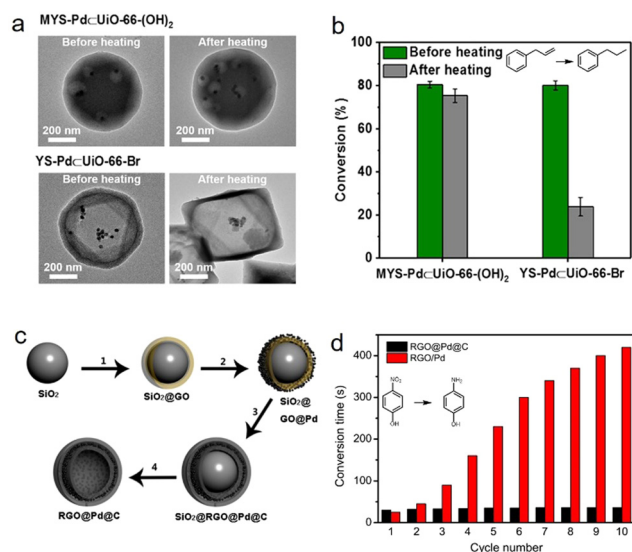 a
MYS-Pd⊂UiO-66-(OH)₂
Before heating
After heating
200 nm
200 nm
YS-Pd⊂UiO-66-Br
Before heating
After heating
200 nm
200 nm
b
Conversion (%)
100
80
60
40
20
0
Before heating
After heating
MYS-Pd⊂UiO-66-(OH)₂
YS-Pd⊂UiO-66-Br
c
SiO₂
1
SiO₂@GO
2
SiO₂@
GO@Pd
3
SiO₂@RGO@Pd@C
4
RGO@Pd@C
d
Conversion time (s)
400
300
200
100
0
RGO@Pd@C
RGO/Pd
NO₂
OH
NH₂
OH
1 2 3 4 5 6 7 8 9 10
Cycle number